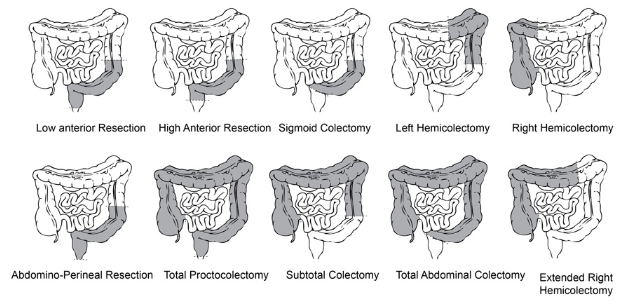 Low anterior Resection
High Anterior Resection
Sigmoid Colectomy
Left Hemicolectomy
Right Hemicolectomy
Abdomino-Perineal Resection
Total Proctocolectomy
Subtotal Colectomy
Total Abdominal Colectomy
Extended Right
Hemicolectomy